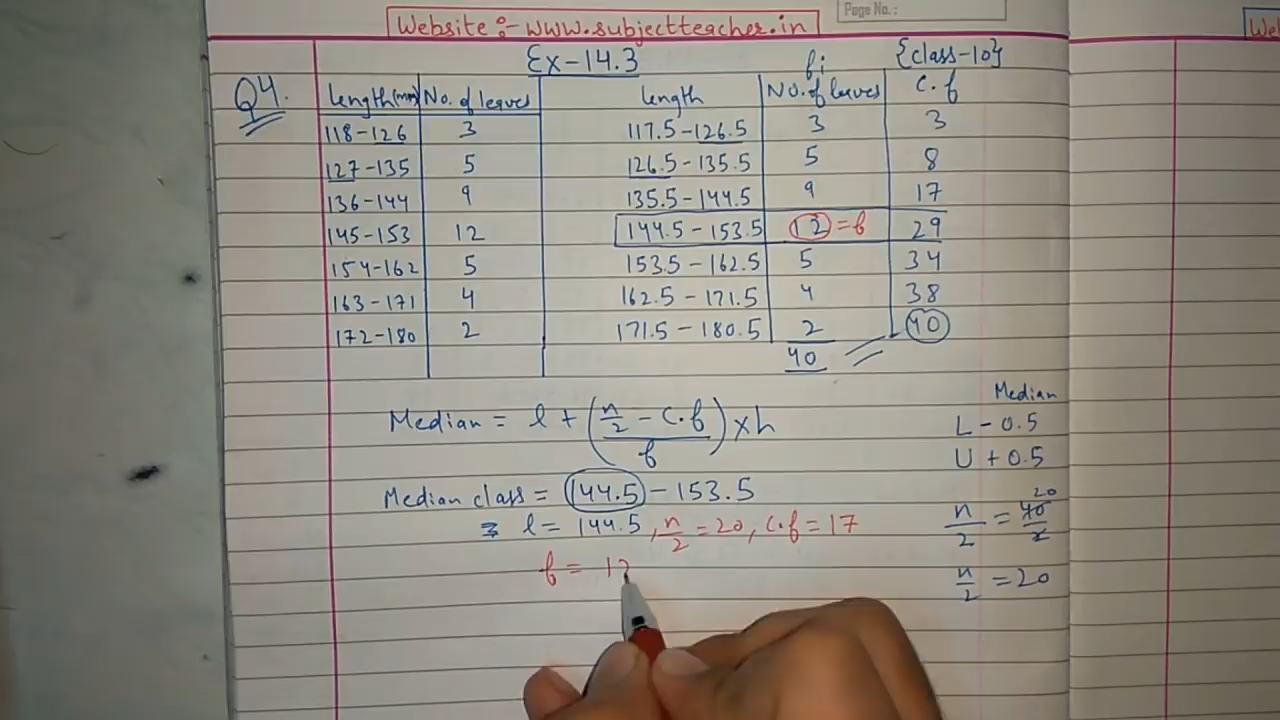 Website :- www.subjectteacher.in
Page No.:
Ex-14.3 {class-10}
Q4.
Length(mm) No. of leaves length fi No. of leaves C.f
118-126 3 117.5-126.5 3 3
127-135 5 126.5-135.5 5 8
136-144 9 135.5-144.5 9 17
145-153 12 144.5-153.5 12=f 29
154-162 5 153.5-162.5 5 34
163-171 4 162.5-171.5 4 38
172-180 2 171.5-180.5 2 40
40
Median = l + (n/2 - C.f / f) × h
Median class = 144.5-153.5
l = 144.5, n/2 = 20, C.f = 17
f = 12
Median
L - 0.5
U + 0.5
n/2 = 40/2 20
n/2 = 20